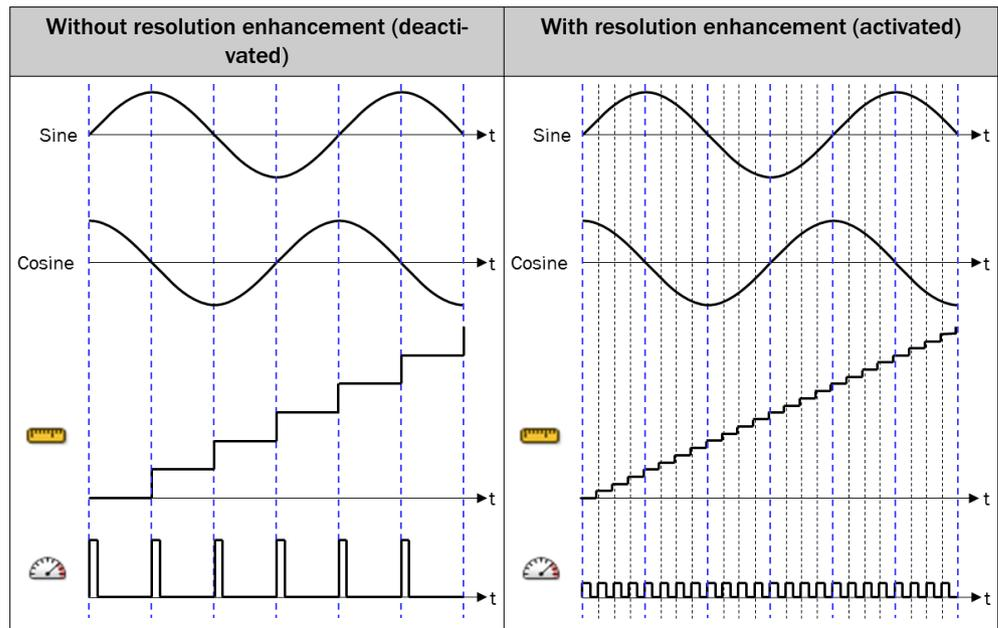 Without resolution enhancement (deacti-
vated)
With resolution enhancement (activated)
Sine
t
Sine
t
Cosine
t
Cosine
t
t
t
t
t